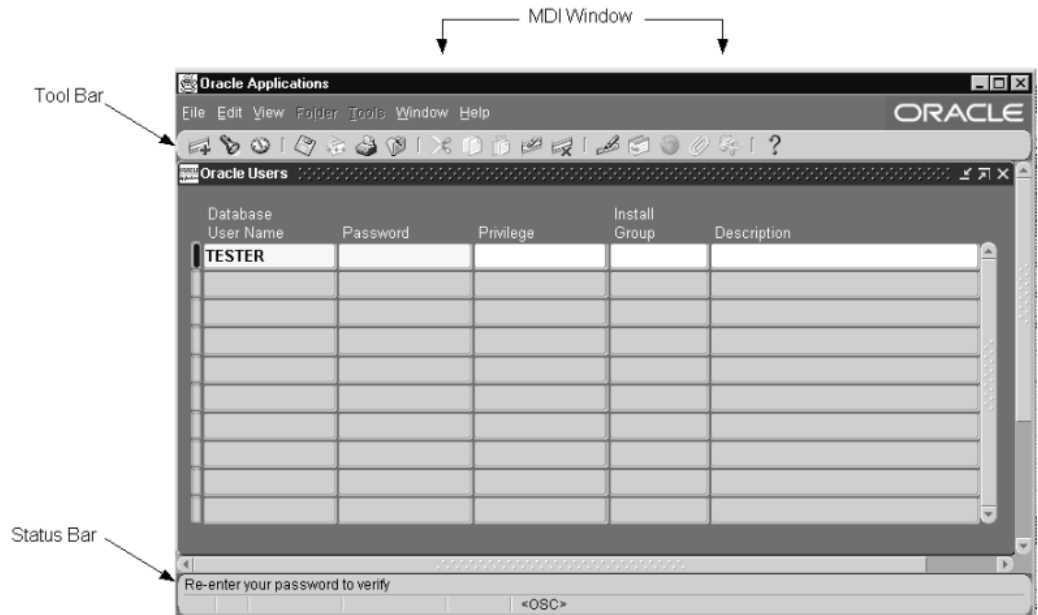 MDI Window
Tool Bar
Oracle Applications
File Edit View Folder Tools Window Help
ORACLE
Oracle Users
Database User Name
Password
Privilege
Install Group
Description
TESTER
Status Bar
Re-enter your password to verify
<OSC>